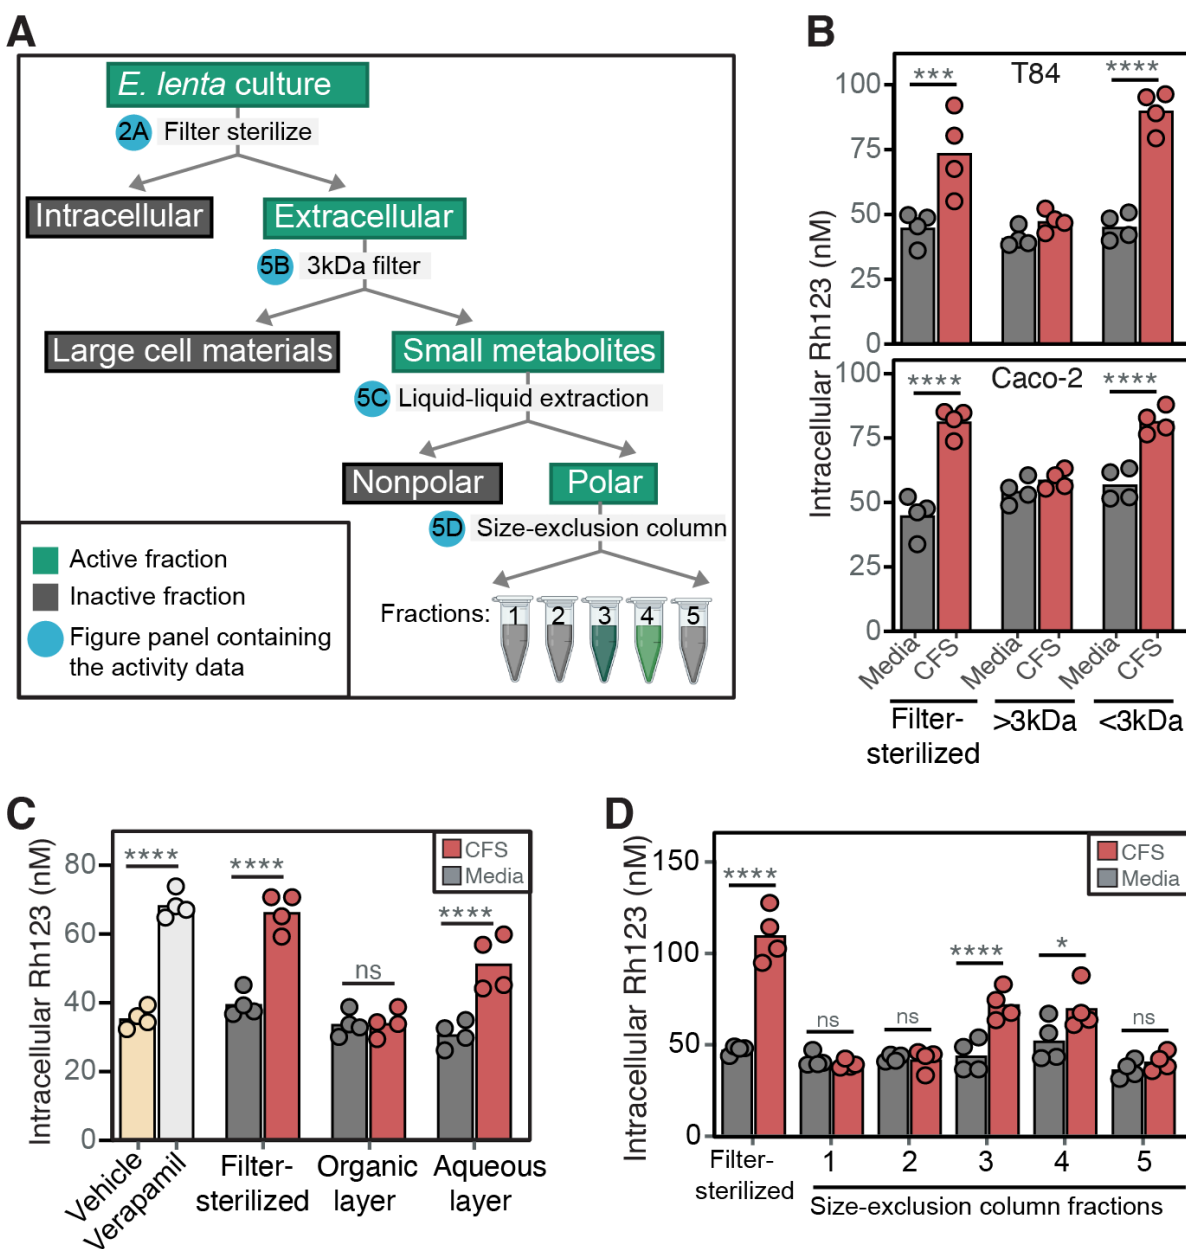 A
E. lenta culture
2A Filter sterilize
Intracellular Extracellular
5B 3kDa filter
Large cell materials Small metabolites
5C Liquid-liquid extraction
Nonpolar Polar
5D Size-exclusion column
Fractions: 1 2 3 4 5
Active fraction
Inactive fraction
Figure panel containing
the activity data
B
Intracellular Rh123 (nM)
T84
*** ****
100
75
50
25
0
Caco-2
**** ****
100
75
50
25
0
Media CFS Media CFS Media CFS
Filter-
sterilized
>3kDa <3kDa
C
Intracellular Rh123 (nM)
CFS
Media
**** **** ns ****
80
60
40
20
0
Vehicle Verapamil
Filter-
sterilized
Organic
layer
Aqueous
layer
D
Intracellular Rh123 (nM)
CFS
Media
**** ns ns **** * ns
150
100
50
0
Filter-
sterilized
1 2 3 4 5
Size-exclusion column fractions